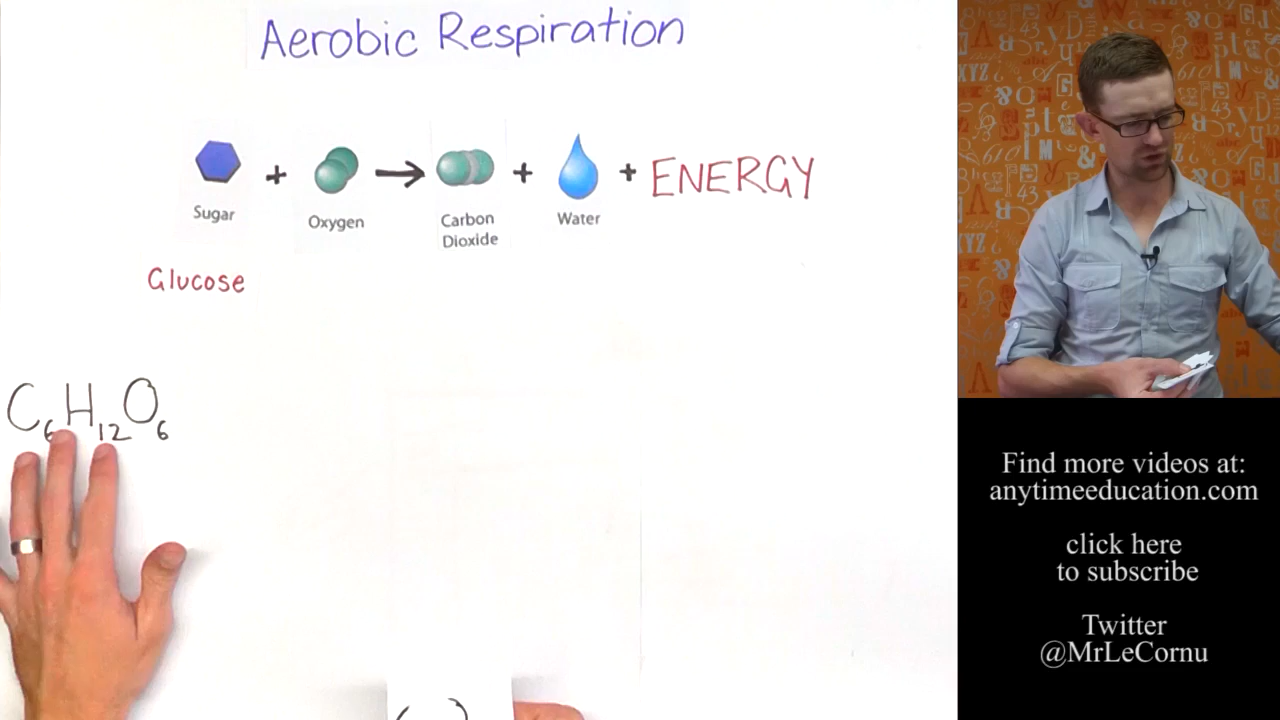 Aerobic Respiration
+ → + + ENERGY
Sugar
Oxygen
Carbon
Dioxide
Water
Glucose
C6H12O6
Find more videos at:
anytimeeducation.com
click here
to subscribe
Twitter
@MrLeCornu